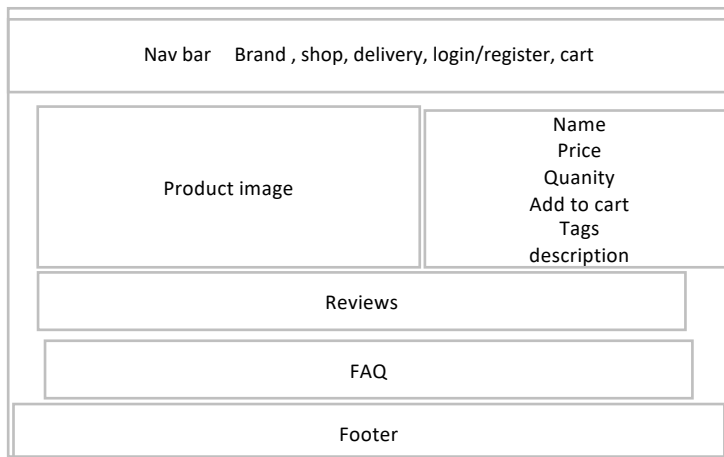 Nav bar Brand , shop, delivery, login/register, cart
Product image
Name
Price
Quanity
Add to cart
Tags
description
Reviews
FAQ
Footer